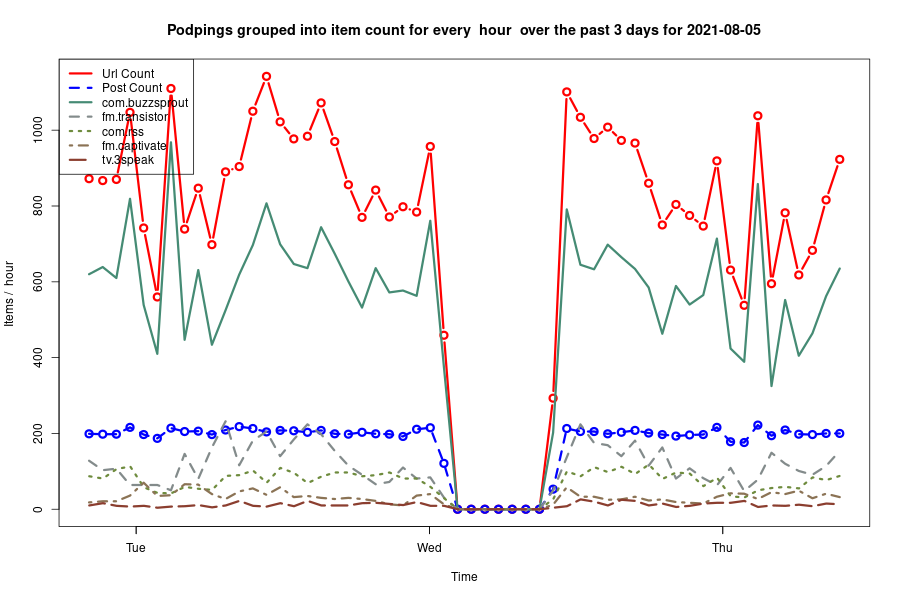 Podpings grouped into item count for every  hour  over the past 3 days for 2021-08-05
Url Count
Post Count
com.buzzsprout
fm.transistor
com.rss
fm.captivate
tv.3speak
Items /  hour
0
200
400
600
800
1000
Tue
Wed
Thu
Time